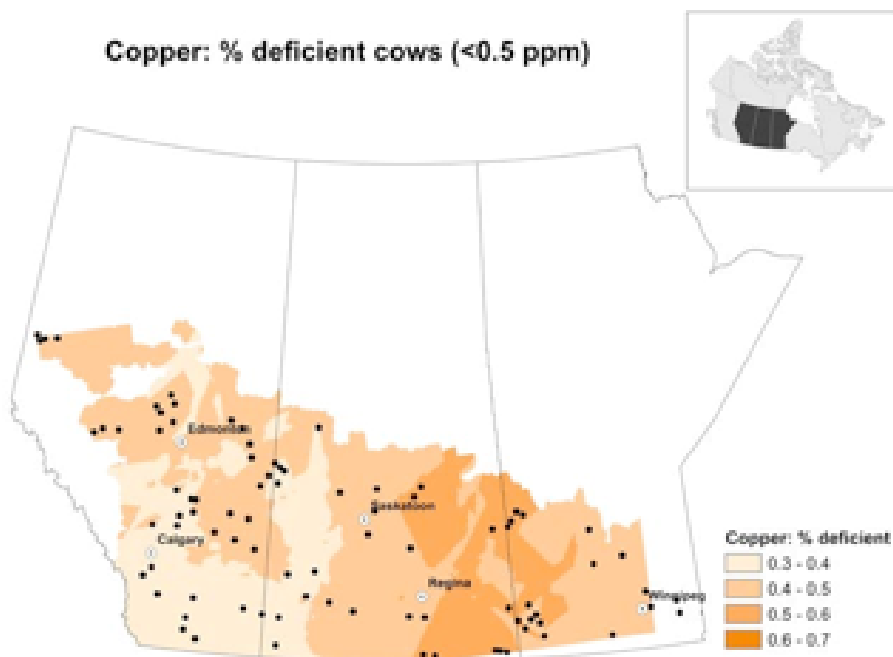 Copper: % deficient cows (<0.5 ppm)
Edmonton
Saskatoon
Calgary
Regina
Winnipeg
Copper: % deficient
0.3 - 0.4
0.4 - 0.5
0.5 - 0.6
0.6 - 0.7